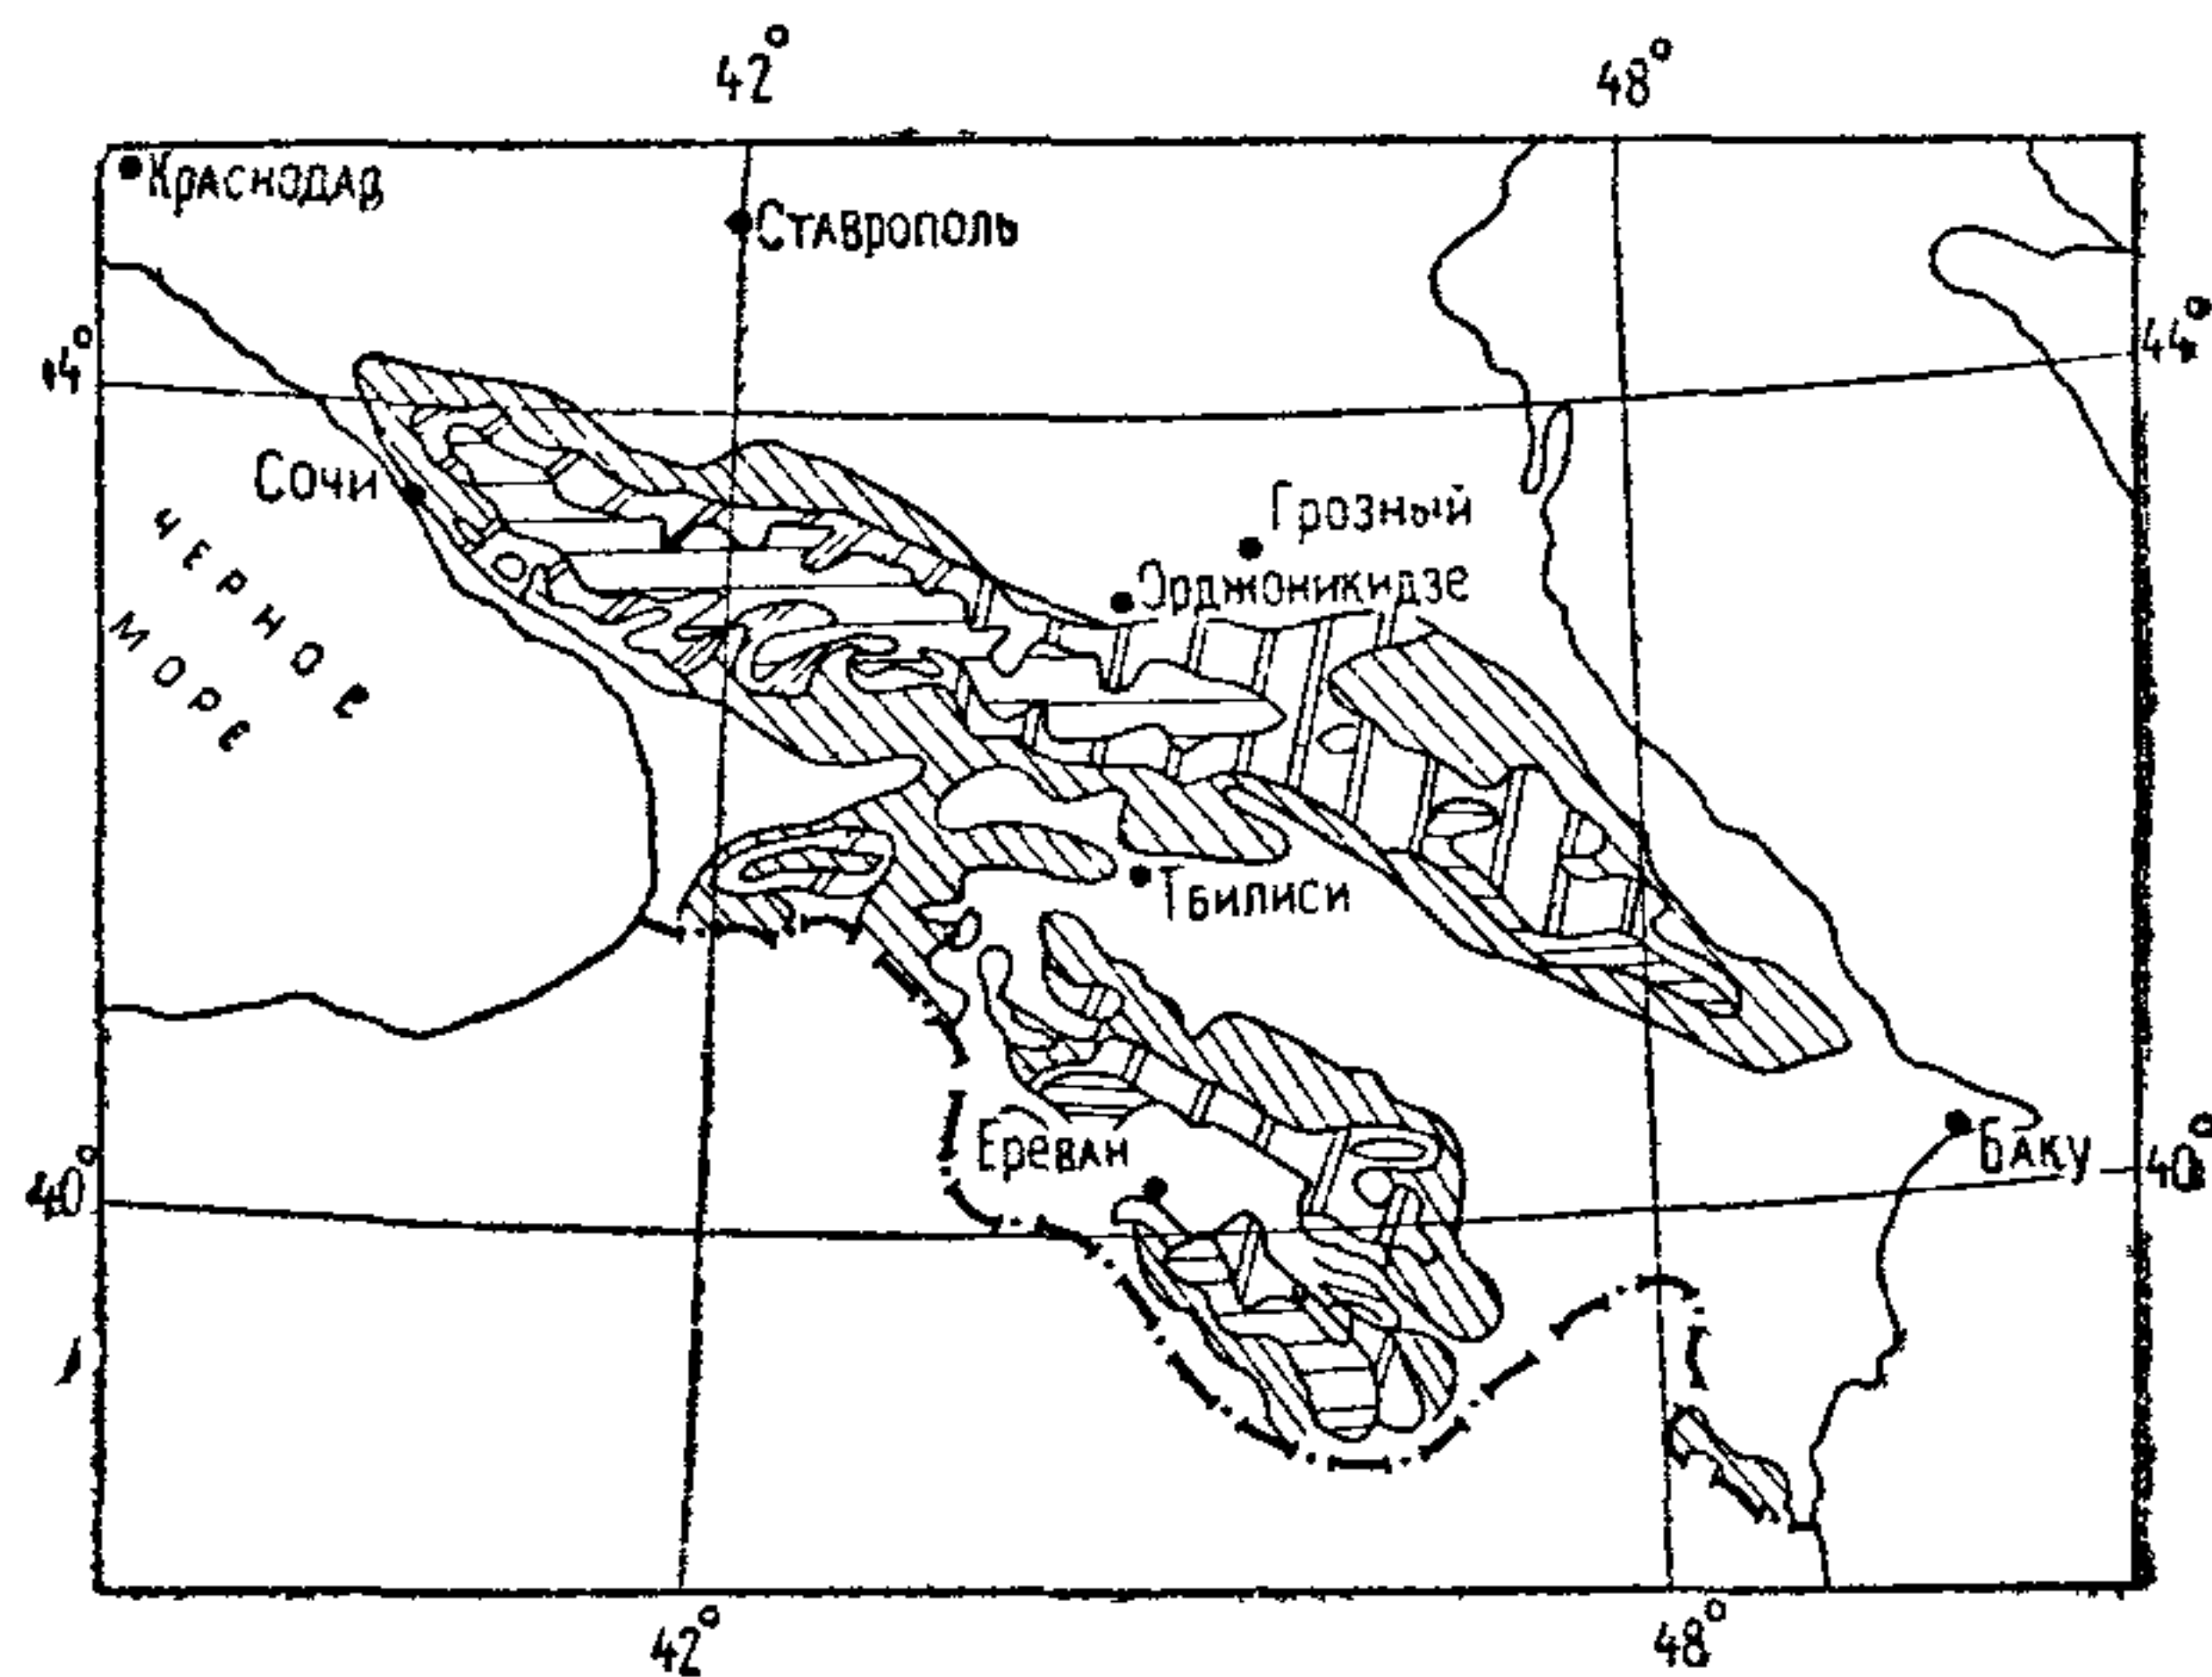 42°
48°
Краснодар
Ставрополь
44°
44°
Сочи
Грозный
Орджоникидзе
ЧЕРНОЕ
МОРЕ
Тбилиси
Ереван
Баку
40°
40°
42°
48°